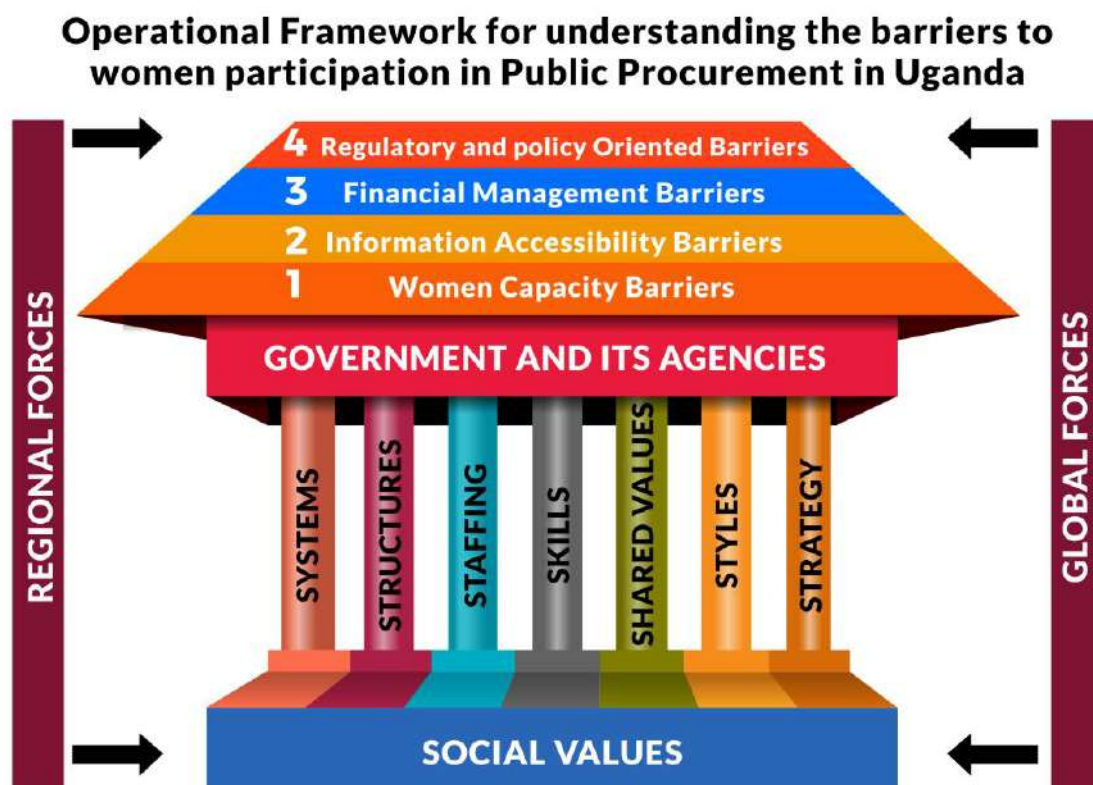 Operational Framework for understanding the barriers to
women participation in Public Procurement in Uganda
REGIONAL FORCES
4 Regulatory and policy Oriented Barriers
3 Financial Management Barriers
2 Information Accessibility Barriers
1 Women Capacity Barriers
GOVERNMENT AND ITS AGENCIES
SYSTEMS
STRUCTURES
STAFFING
SKILLS
SHARED VALUES
STYLES
STRATEGY
SOCIAL VALUES
GLOBAL FORCES